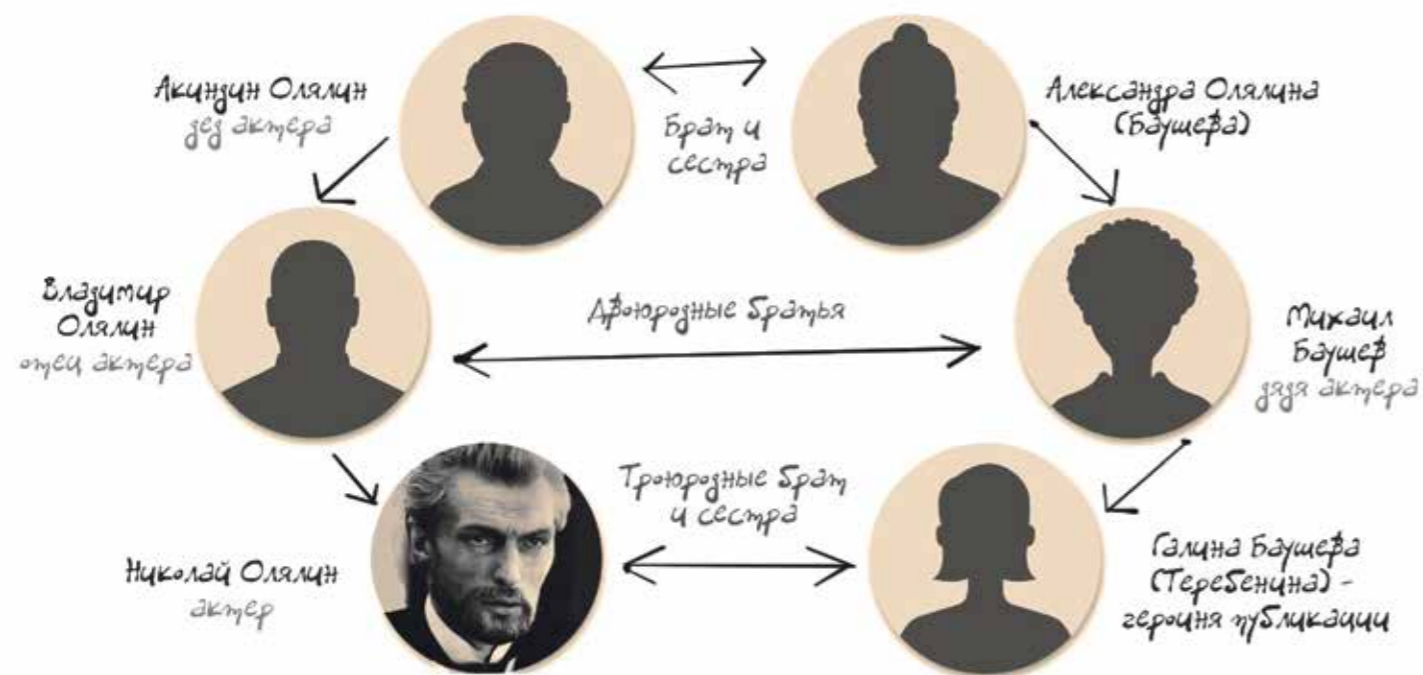 Акиндин Олялин
дед актера
Брат и
сестра
Александра Олялина
(Баушева)
Владимир
Олялин
отец актера
Двоюродные братья
Михаил
Баушев
дядя актера
Николай Олялин
актер
Троюродные брат
и сестра
Галина Баушева
(Теребенина) -
героиня публикации